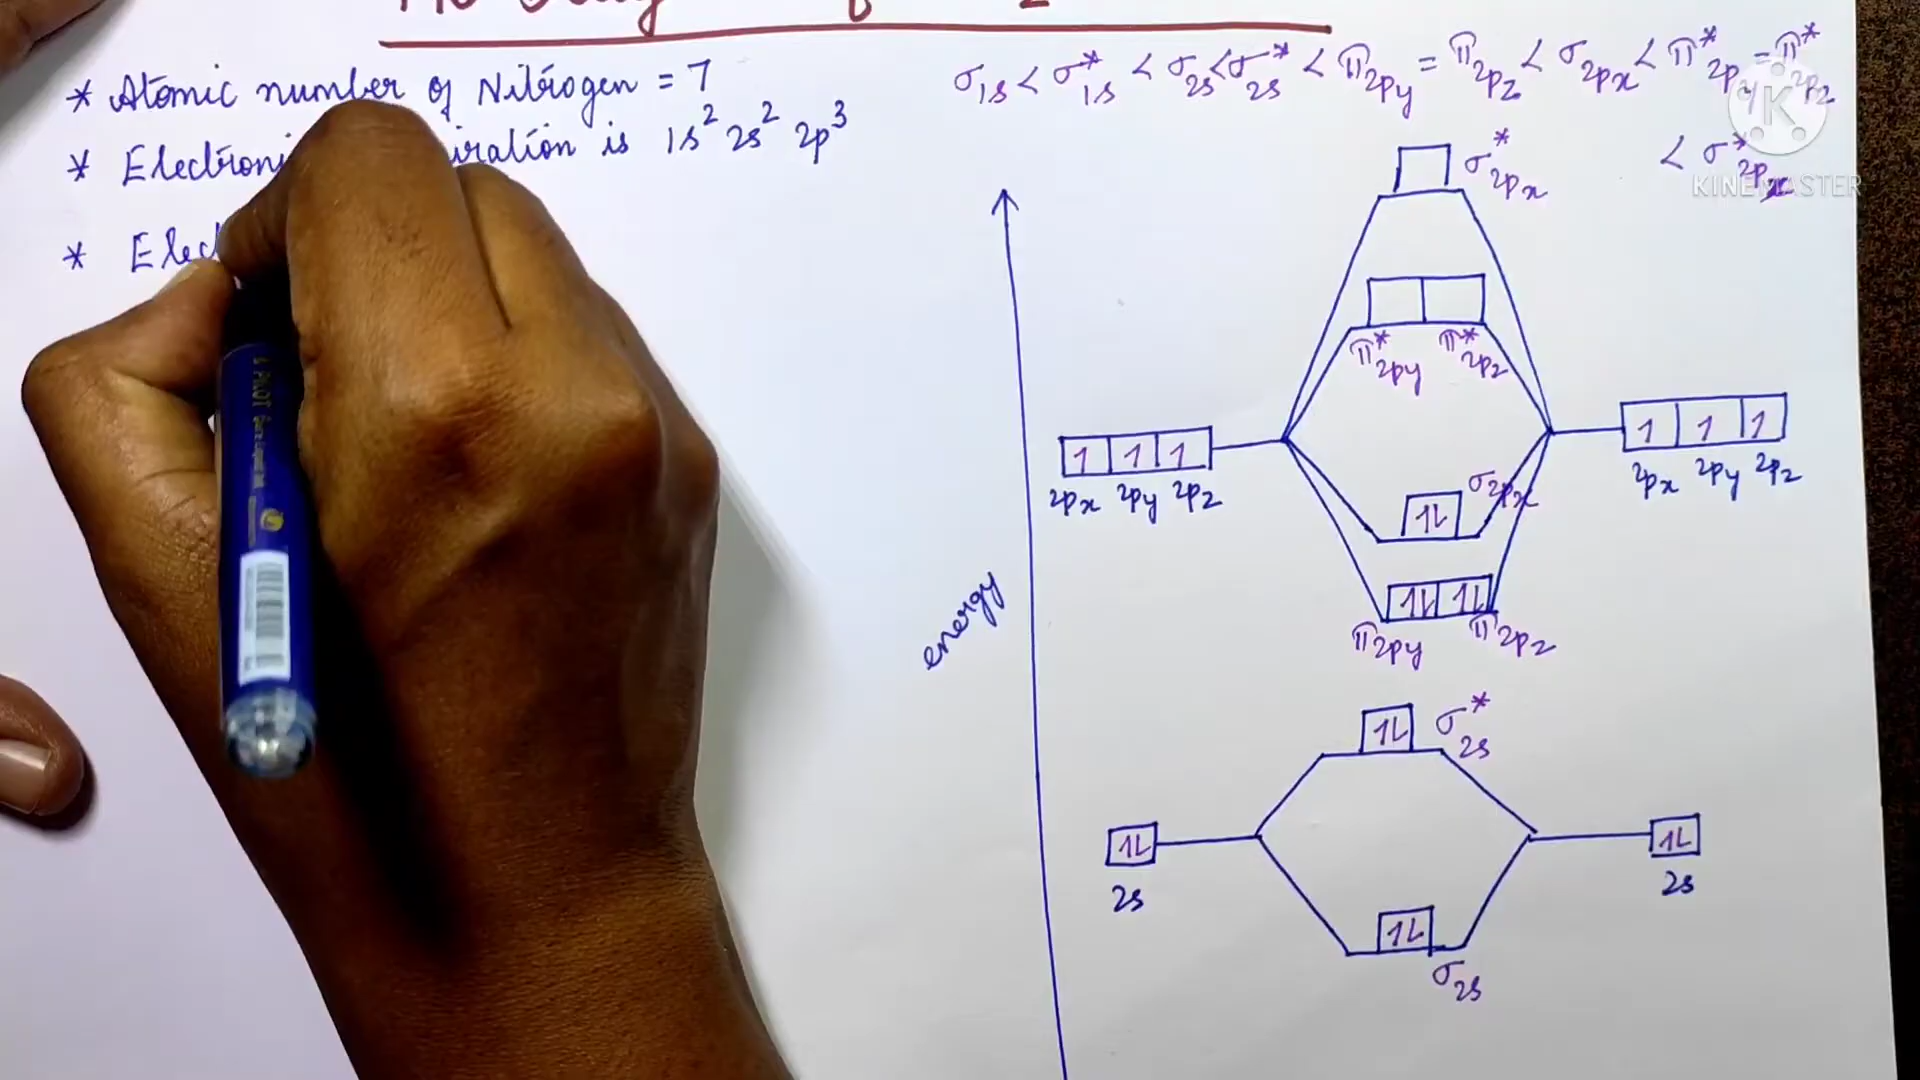 * Atomic number of Nitrogen = 7
* Electroni iration is 1s² 2s² 2p³
* Elec
σ1s < σ*1s < σ2s < σ*2s < π2py = π2pz < σ2px < π*2py = π*2pz
< σ*2px
KINEMASTER
σ*2px
π*2py π*2pz
1 1 1
2px 2py 2pz
1 1 1
2px 2py 2pz
σ2px
1L
1L 1L
π2py π2pz
energy
1L σ*2s
1L
2s
1L
2s
1L
σ2s
PILOT